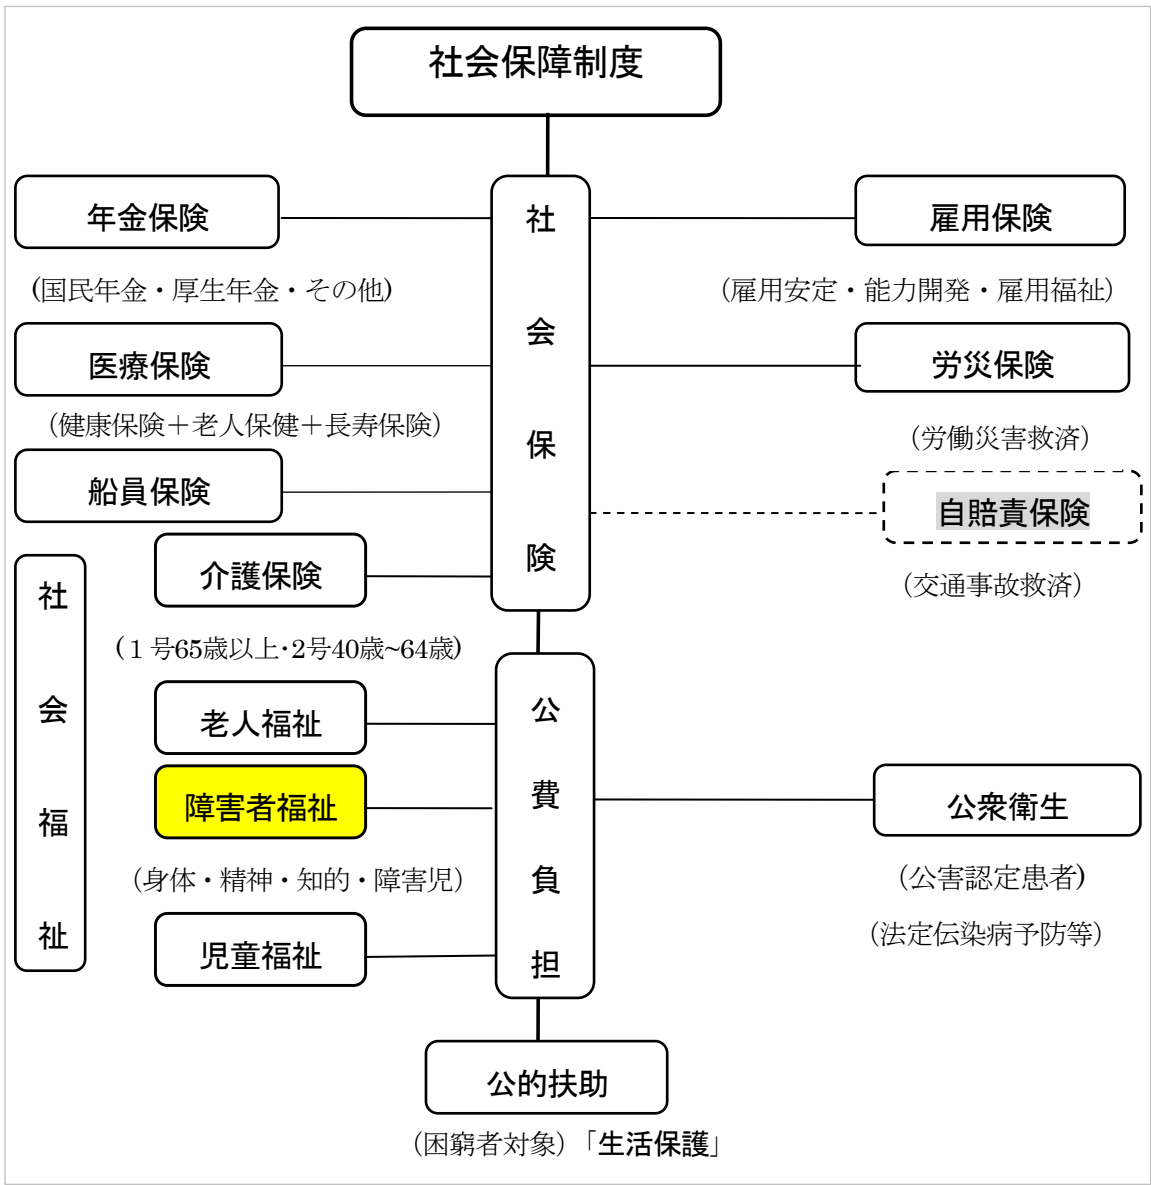 社会保障制度
年金保険
社会保険
雇用保険
(国民年金・厚生年金・その他)
（雇用安定・能力開発・雇用福祉）
医療保険
労災保険
（健康保険＋老人保健＋長寿保険）
（労働災害救済）
船員保険
自賠責保険
（交通事故救済）
社会福祉
介護保険
(１号65歳以上･2号40歳~64歳)
公費負担
老人福祉
障害者福祉
公衆衛生
（身体・精神・知的・障害児）
（公害認定患者)
（法定伝染病予防等）
児童福祉
公的扶助
（困窮者対象）「生活保護」